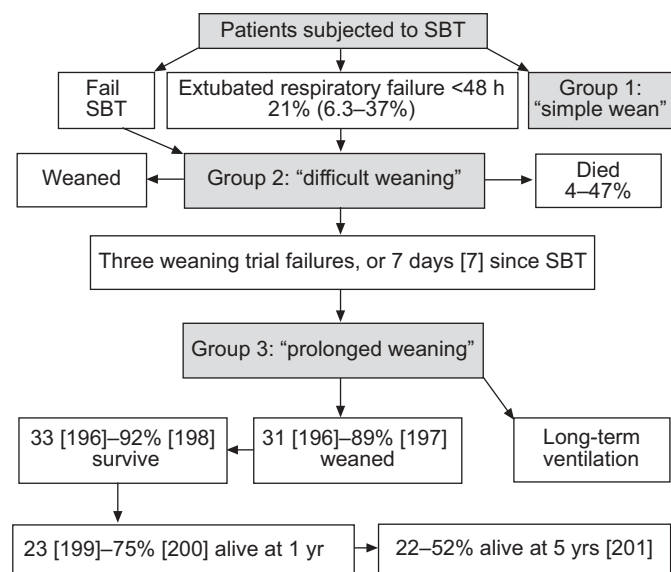 Patients subjected to SBT
Fail
SBT
Extubated respiratory failure <48 h
21% (6.3–37%)
Group 1:
“simple wean”
Weaned
Group 2: “difficult weaning”
Died
4–47%
Three weaning trial failures, or 7 days [7] since SBT
Group 3: “prolonged weaning”
33 [196]–92% [198]
survive
31 [196]–89% [197]
weaned
Long-term
ventilation
23 [199]–75% [200] alive at 1 yr
22–52% alive at 5 yrs [201]